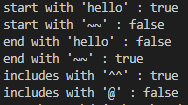 start with 'hello' : true
start with '~~' : false
end with 'hello' : false
end with '~~' : true
includes with '^^' : true
includes with '@' : false